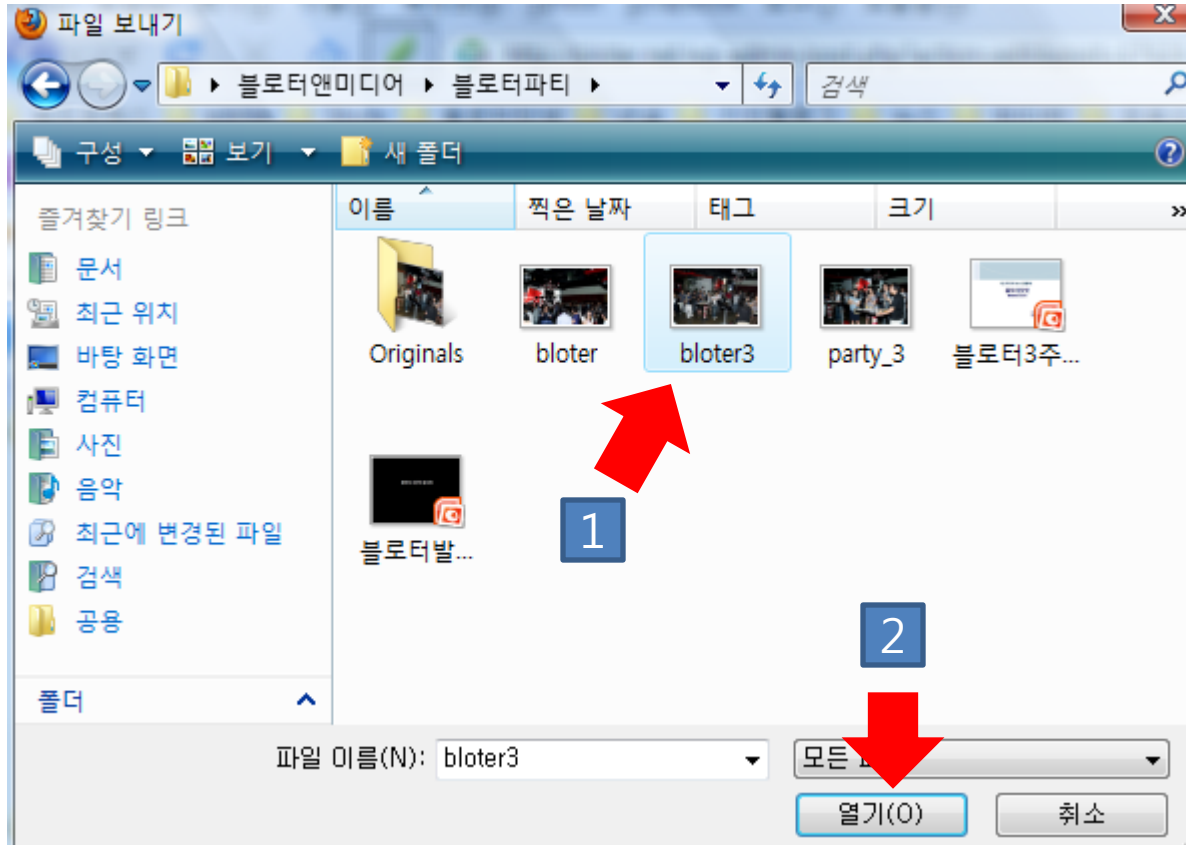 파일 보내기
블로터앤미디어 블로터파티 검색
구성 보기 새 폴더
즐겨찾기 링크
이름 찍은 날짜 태그 크기
문서
최근 위치
바탕 화면
컴퓨터
사진
음악
최근에 변경된 파일
검색
공용
폴더
Originals bloter bloter3 party_3 블로터3주...
블로터발...
1
2
파일 이름(N): bloter3 모든
열기(O) 취소